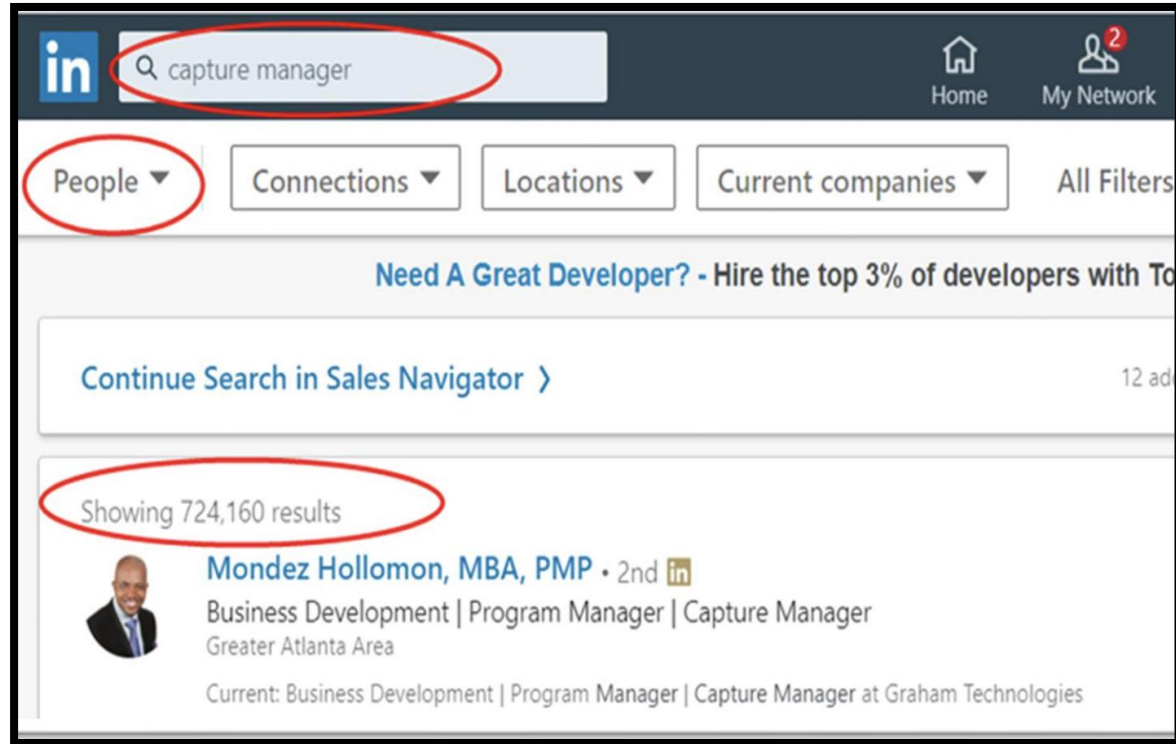 in capture manager Home 2 My Network
People Connections Locations Current companies All Filters
Need A Great Developer? - Hire the top 3% of developers with To
Continue Search in Sales Navigator 12 ad
Showing 724,160 results
Mondez Hollomon, MBA, PMP • 2nd in
Business Development | Program Manager | Capture Manager
Greater Atlanta Area
Current: Business Development | Program Manager | Capture Manager at Graham Technologies